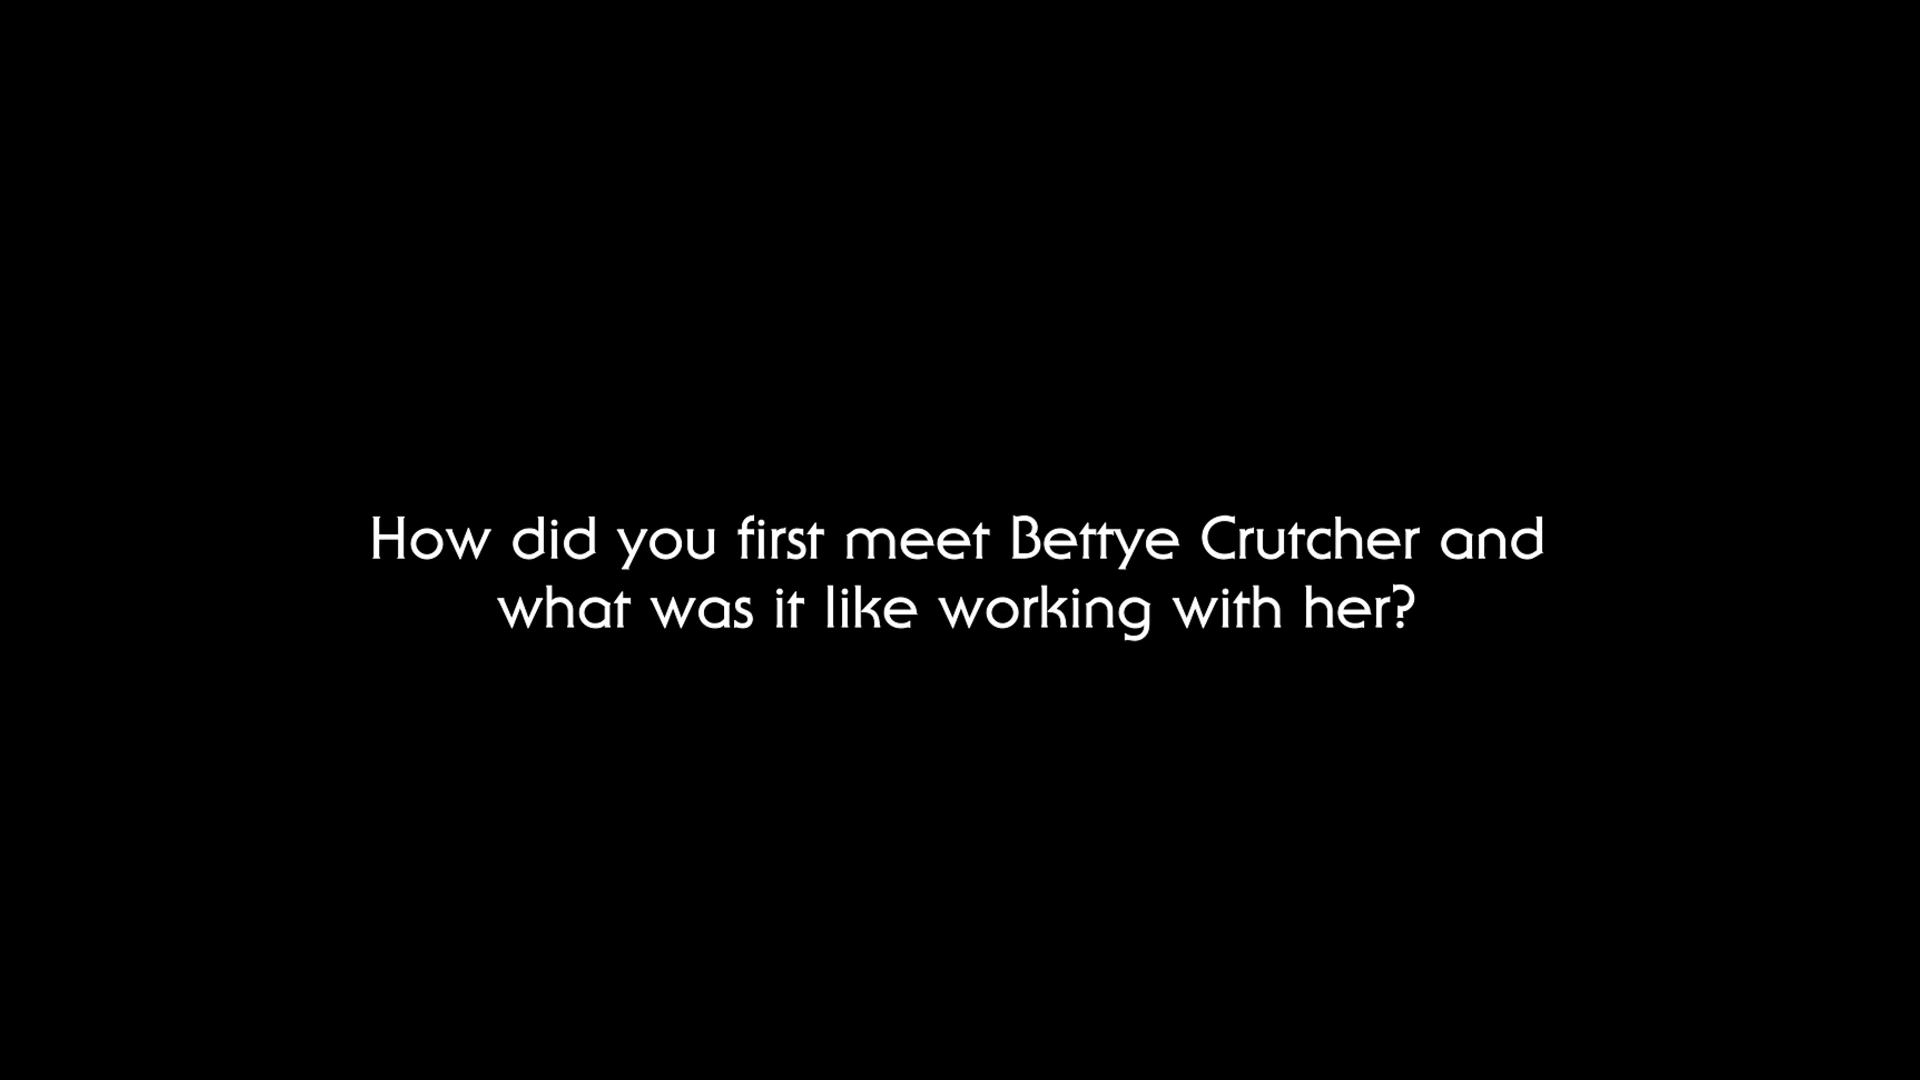 How did you first meet Bettye Crutcher and
what was it like working with her?